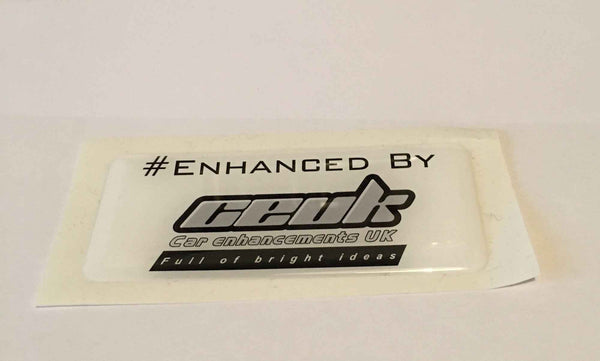 #ENHANCED BY
ceuk
Car enhancements UK
Full of bright ideas